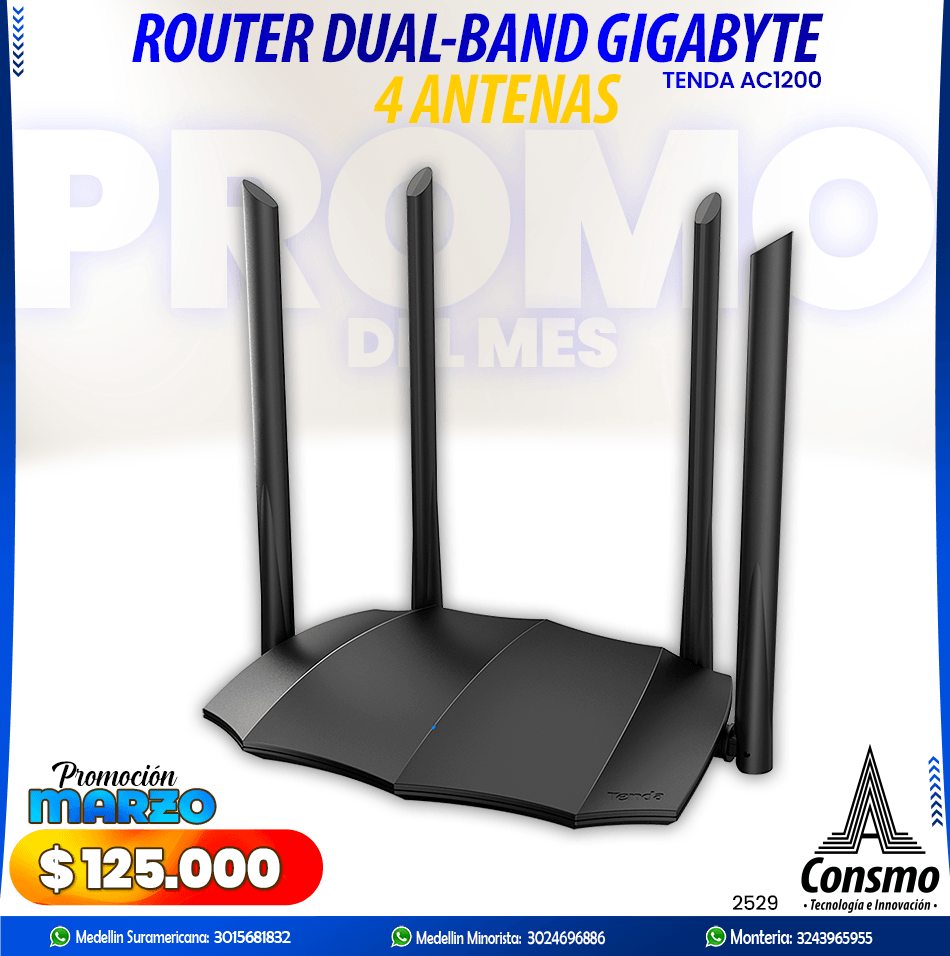 ROUTER DUAL-BAND GIGABYTE
TENDA AC1200
4 ANTENAS
PROMO
DEL MES
Tenda
Promoción
MARZO
$ 125.000
A
Consmo
• Tecnología e Innovación •
2529
Medellin Suramericana: 3015681832
Medellin Minorista: 3024696886
Monteria: 3243965955